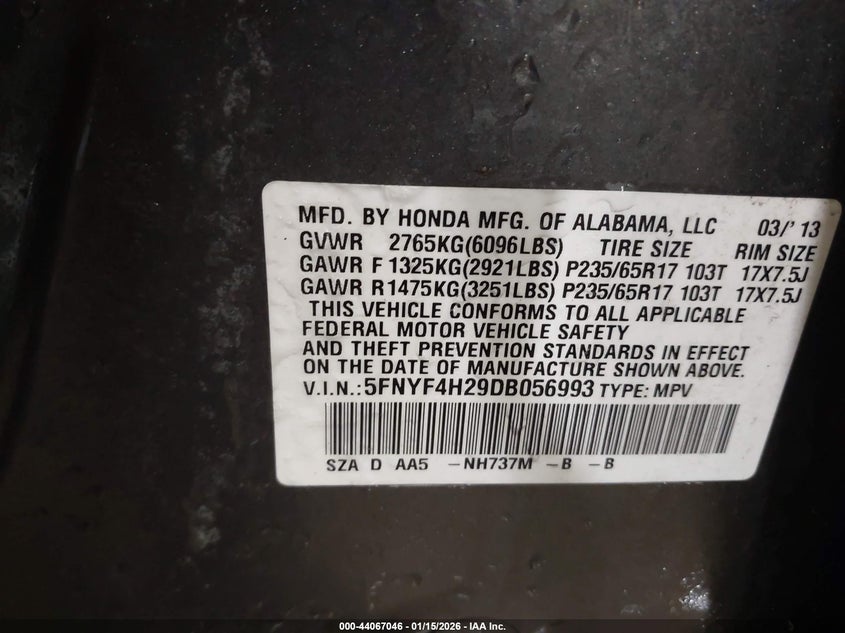 MFD. BY HONDA MFG. OF ALABAMA, LLC 03/'13
GVWR 2765KG(6096LBS) TIRE SIZE RIM SIZE
GAWR F1325KG(2921LBS) P235/65R17 103T 17X7.5J
GAWR R1475KG(3251LBS) P235/65R17 103T 17X7.5J
THIS VEHICLE CONFORMS TO ALL APPLICABLE
FEDERAL MOTOR VEHICLE SAFETY
AND THEFT PREVENTION STANDARDS IN EFFECT
ON THE DATE OF MANUFACTURE SHOWN ABOVE.
V.I.N.:5FNYF4H29DB056993 TYPE: MPV
SZA D AA5 -NH737M -B -B
000-44067046 - 01/15/2026 - IAA Inc.